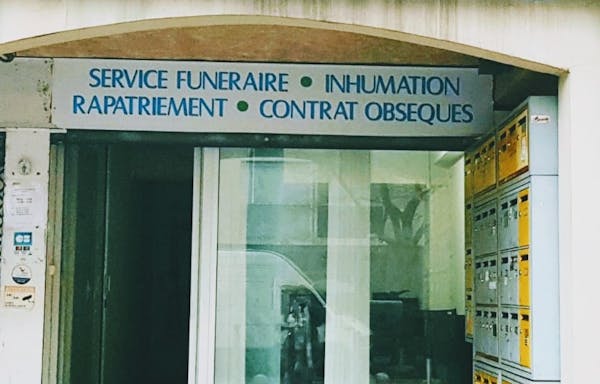 SERVICE FUNERAIRE • INHUMATION
RAPATRIEMENT • CONTRAT OBSEQUES